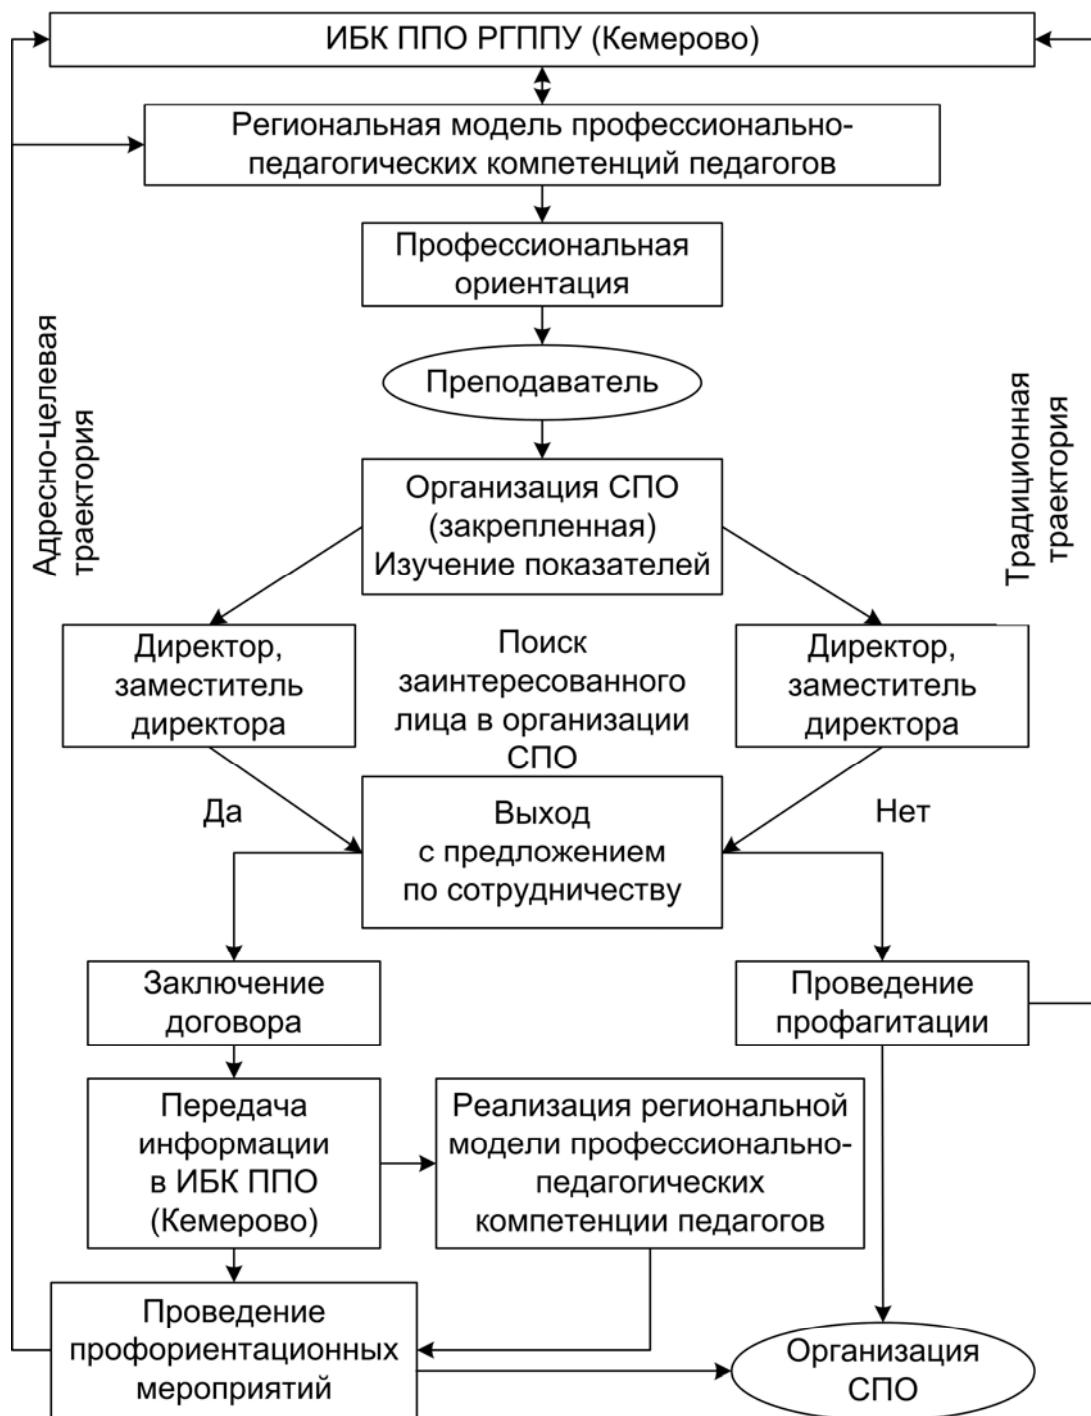 ИБК ППО РГППУ (Кемерово)
Региональная модель профессионально-
педагогических компетенций педагогов
Профессиональная
ориентация
Преподаватель
Адресно-целевая
траектория
Традиционная
траектория
Организация СПО
(закрепленная)
Изучение показателей
Директор,
заместитель
директора
Поиск
заинтересованного
лица в организации
СПО
Директор,
заместитель
директора
Да
Выход
с предложением
по сотрудничеству
Нет
Заключение
договора
Проведение
профагитации
Передача
информации
в ИБК ППО
(Кемерово)
Реализация региональной
модели профессионально-
педагогических
компетенции педагогов
Проведение
профориентационных
мероприятий
Организация
СПО